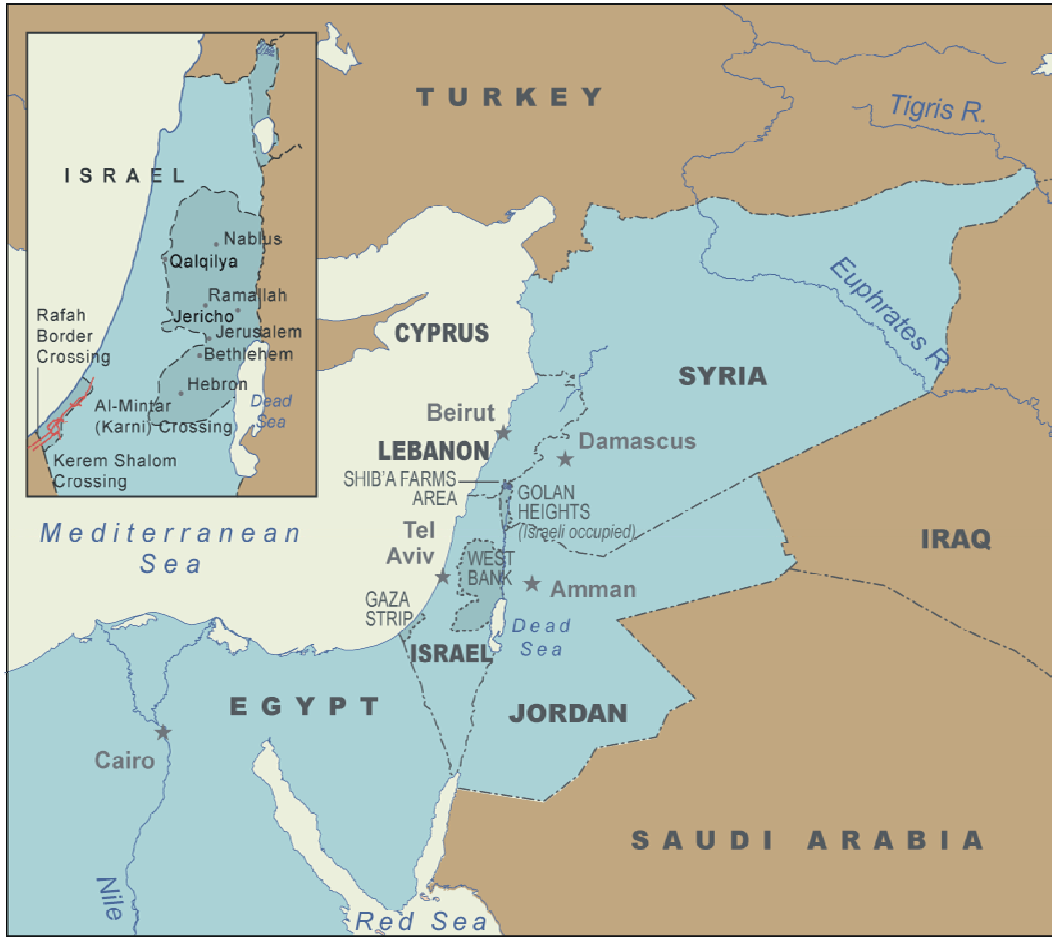 TURKEY
Tigris R.
ISRAEL
Nablus
Qalqilya
Ramallah
Jericho
Jerusalem
Bethlehem
Hebron
Rafah
Border
Crossing
Al-Mintar
(Karni) Crossing
Dead
Sea
Kerem Shalom
Crossing
Euphrates R.
CYPRUS
SYRIA
Beirut
LEBANON
Damascus
SHIB'A FARMS
AREA
GOLAN
HEIGHTS
(Israeli occupied)
Mediterranean
Sea
Tel
Aviv
WEST
BANK
IRAQ
Amman
GAZA
STRIP
Dead
Sea
ISRAEL
EGYPT
JORDAN
Cairo
SAUDI ARABIA
Nile
Red Sea